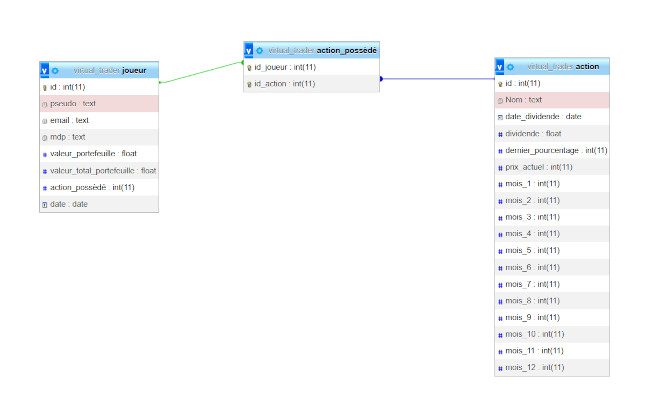 virtual_trader joueur
id : int(11)
pseudo : text
email : text
mdp : text
valeur_portefeuille : float
valeur_total_portefeuille : float
action_possèdé : int(11)
date : date
virtual_trader action_possèdé
id_joueur : int(11)
id_action : int(11)
virtual_trader action
id : int(11)
Nom : text
date_dividende : date
dividende : float
dernier_pourcentage : int(11)
prix_actuel : int(11)
mois_1 : int(11)
mois_2 : int(11)
mois_3 : int(11)
mois_4 : int(11)
mois_5 : int(11)
mois_6 : int(11)
mois_7 : int(11)
mois_8 : int(11)
mois_9 : int(11)
mois_10 : int(11)
mois_11 : int(11)
mois_12 : int(11)